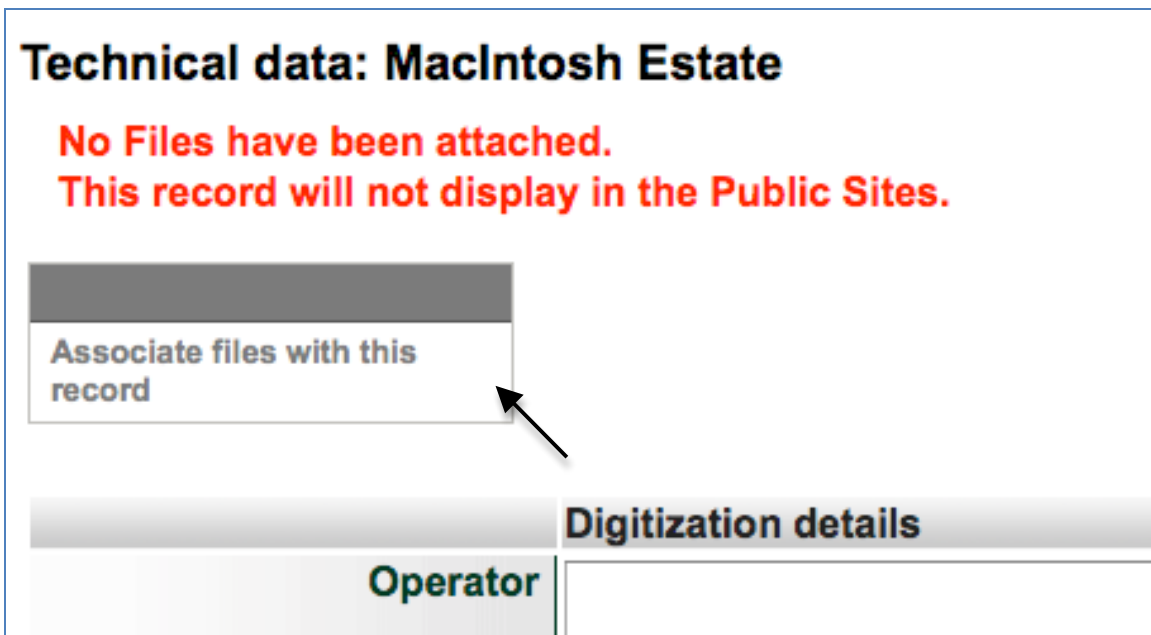 Technical data: MacIntosh Estate
No Files have been attached.
This record will not display in the Public Sites.
Associate files with this
record
Digitization details
Operator